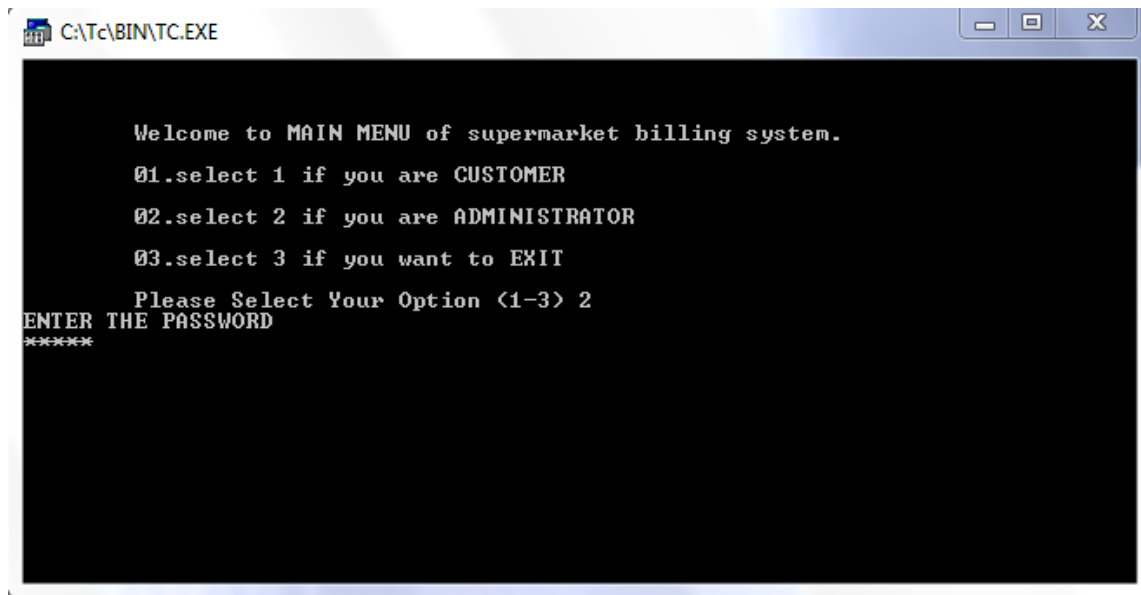 C:\Tc\BIN\TC.EXE
Welcome to MAIN MENU of supermarket billing system.
01.select 1 if you are CUSTOMER
02.select 2 if you are ADMINISTRATOR
03.select 3 if you want to EXIT
Please Select Your Option (1-3) 2
ENTER THE PASSWORD
*****